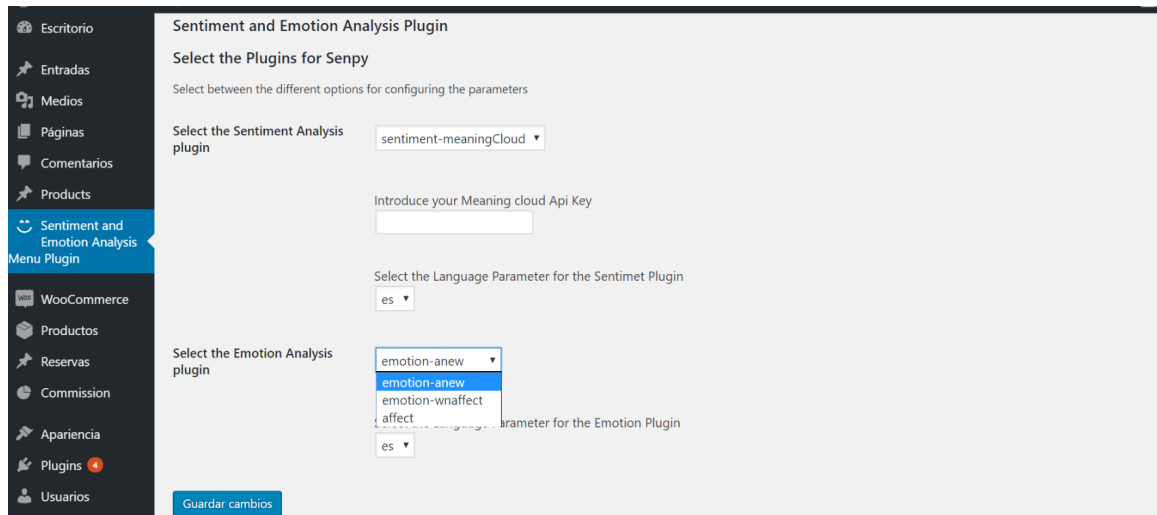 Escritorio
Entradas
Medios
Páginas
Comentarios
Products
Sentiment and
Emotion Analysis
Menu Plugin
WooCommerce
Productos
Reservas
Commission
Apariencia
Plugins 4
Usuarios
Sentiment and Emotion Analysis Plugin
Select the Plugins for Senpy
Select between the different options for configuring the parameters
Select the Sentiment Analysis
plugin
sentiment-meaningCloud
Introduce your Meaning cloud Api Key
Select the Language Parameter for the Sentimet Plugin
es
Select the Emotion Analysis
plugin
emotion-anew
emotion-anew
emotion-wnaffect
affect
Parameter for the Emotion Plugin
es
Guardar cambios